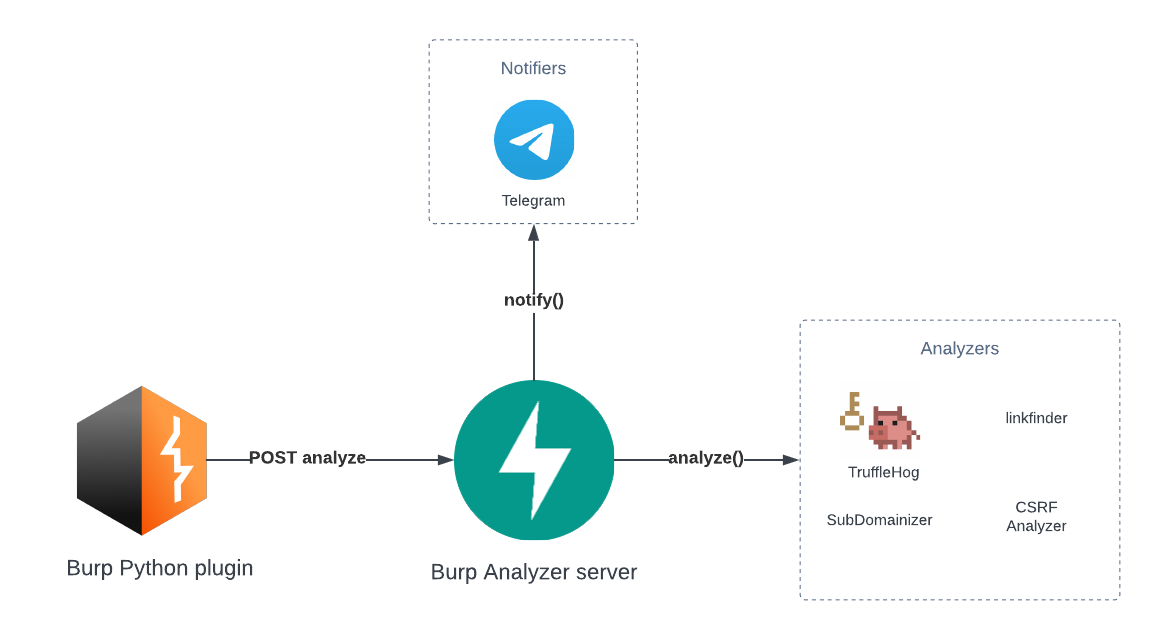 Notifiers
Telegram
notify()
Analyzers
linkfinder
POST analyze
analyze()
TruffleHog
SubDomainizer
CSRF
Analyzer
Burp Python plugin
Burp Analyzer server